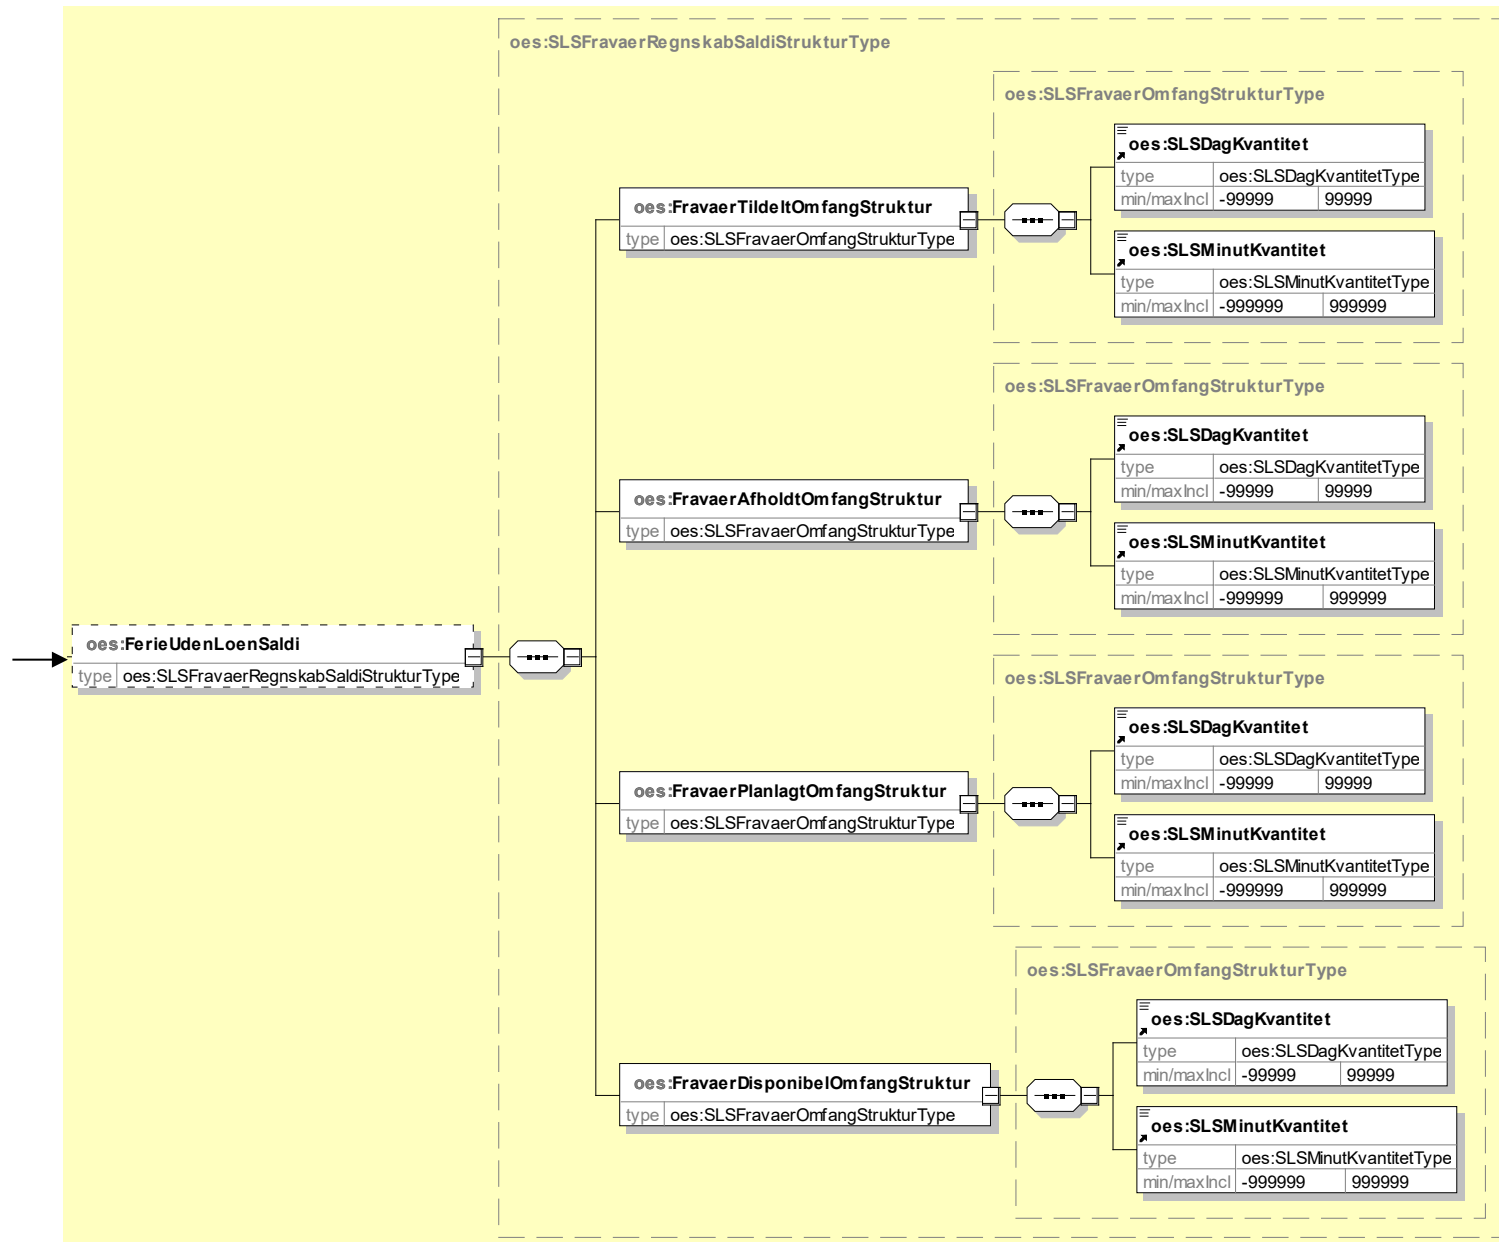 oes:SLSFravaerRegnskabSaldiStrukturType
oes:SLSFravaerOmfangStrukturType
oes:SLSDagKvantitet
type oes:SLSDagKvantitetType
min/maxIncl -99999 99999
oes:FravaerTildeltOmfangStruktur
type oes:SLSFravaerOmfangStrukturType
oes:SLSMinutKvantitet
type oes:SLSMinutKvantitetType
min/maxIncl -999999 999999
oes:SLSFravaerOmfangStrukturType
oes:SLSDagKvantitet
type oes:SLSDagKvantitetType
min/maxIncl -99999 99999
oes:FravaerAfholdtOmfangStruktur
type oes:SLSFravaerOmfangStrukturType
oes:SLSMinutKvantitet
type oes:SLSMinutKvantitetType
min/maxIncl -999999 999999
oes:FerieUdenLoenSaldi
type oes:SLSFravaerRegnskabSaldiStrukturType
oes:SLSFravaerOmfangStrukturType
oes:SLSDagKvantitet
type oes:SLSDagKvantitetType
min/maxIncl -99999 99999
oes:FravaerPlanlagtOmfangStruktur
type oes:SLSFravaerOmfangStrukturType
oes:SLSMinutKvantitet
type oes:SLSMinutKvantitetType
min/maxIncl -999999 999999
oes:SLSFravaerOmfangStrukturType
oes:SLSDagKvantitet
type oes:SLSDagKvantitetType
min/maxIncl -99999 99999
oes:FravaerDisponibelOmfangStruktur
type oes:SLSFravaerOmfangStrukturType
oes:SLSMinutKvantitet
type oes:SLSMinutKvantitetType
min/maxIncl -999999 999999